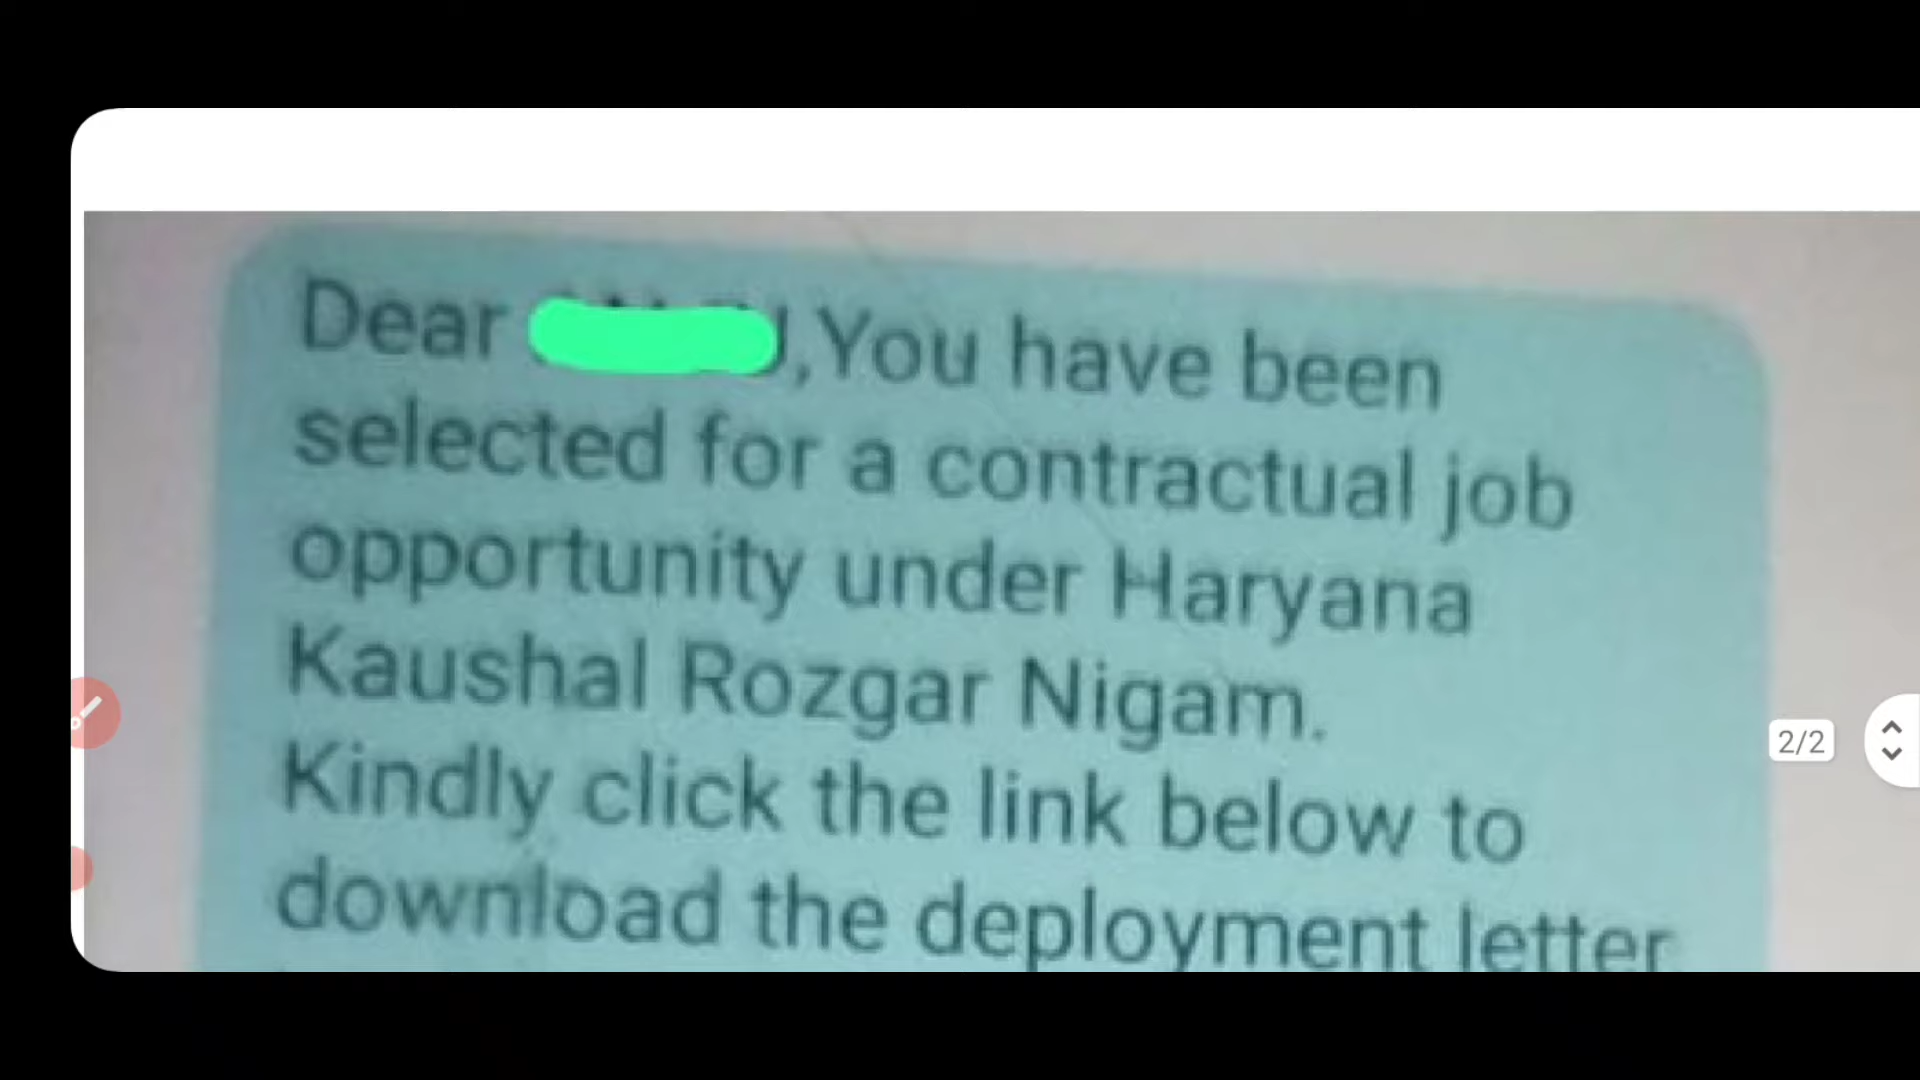 Dear ,You have been
selected for a contractual job
opportunity under Haryana
Kaushal Rozgar Nigam.
Kindly click the link below to
download the deployment letter
2/2